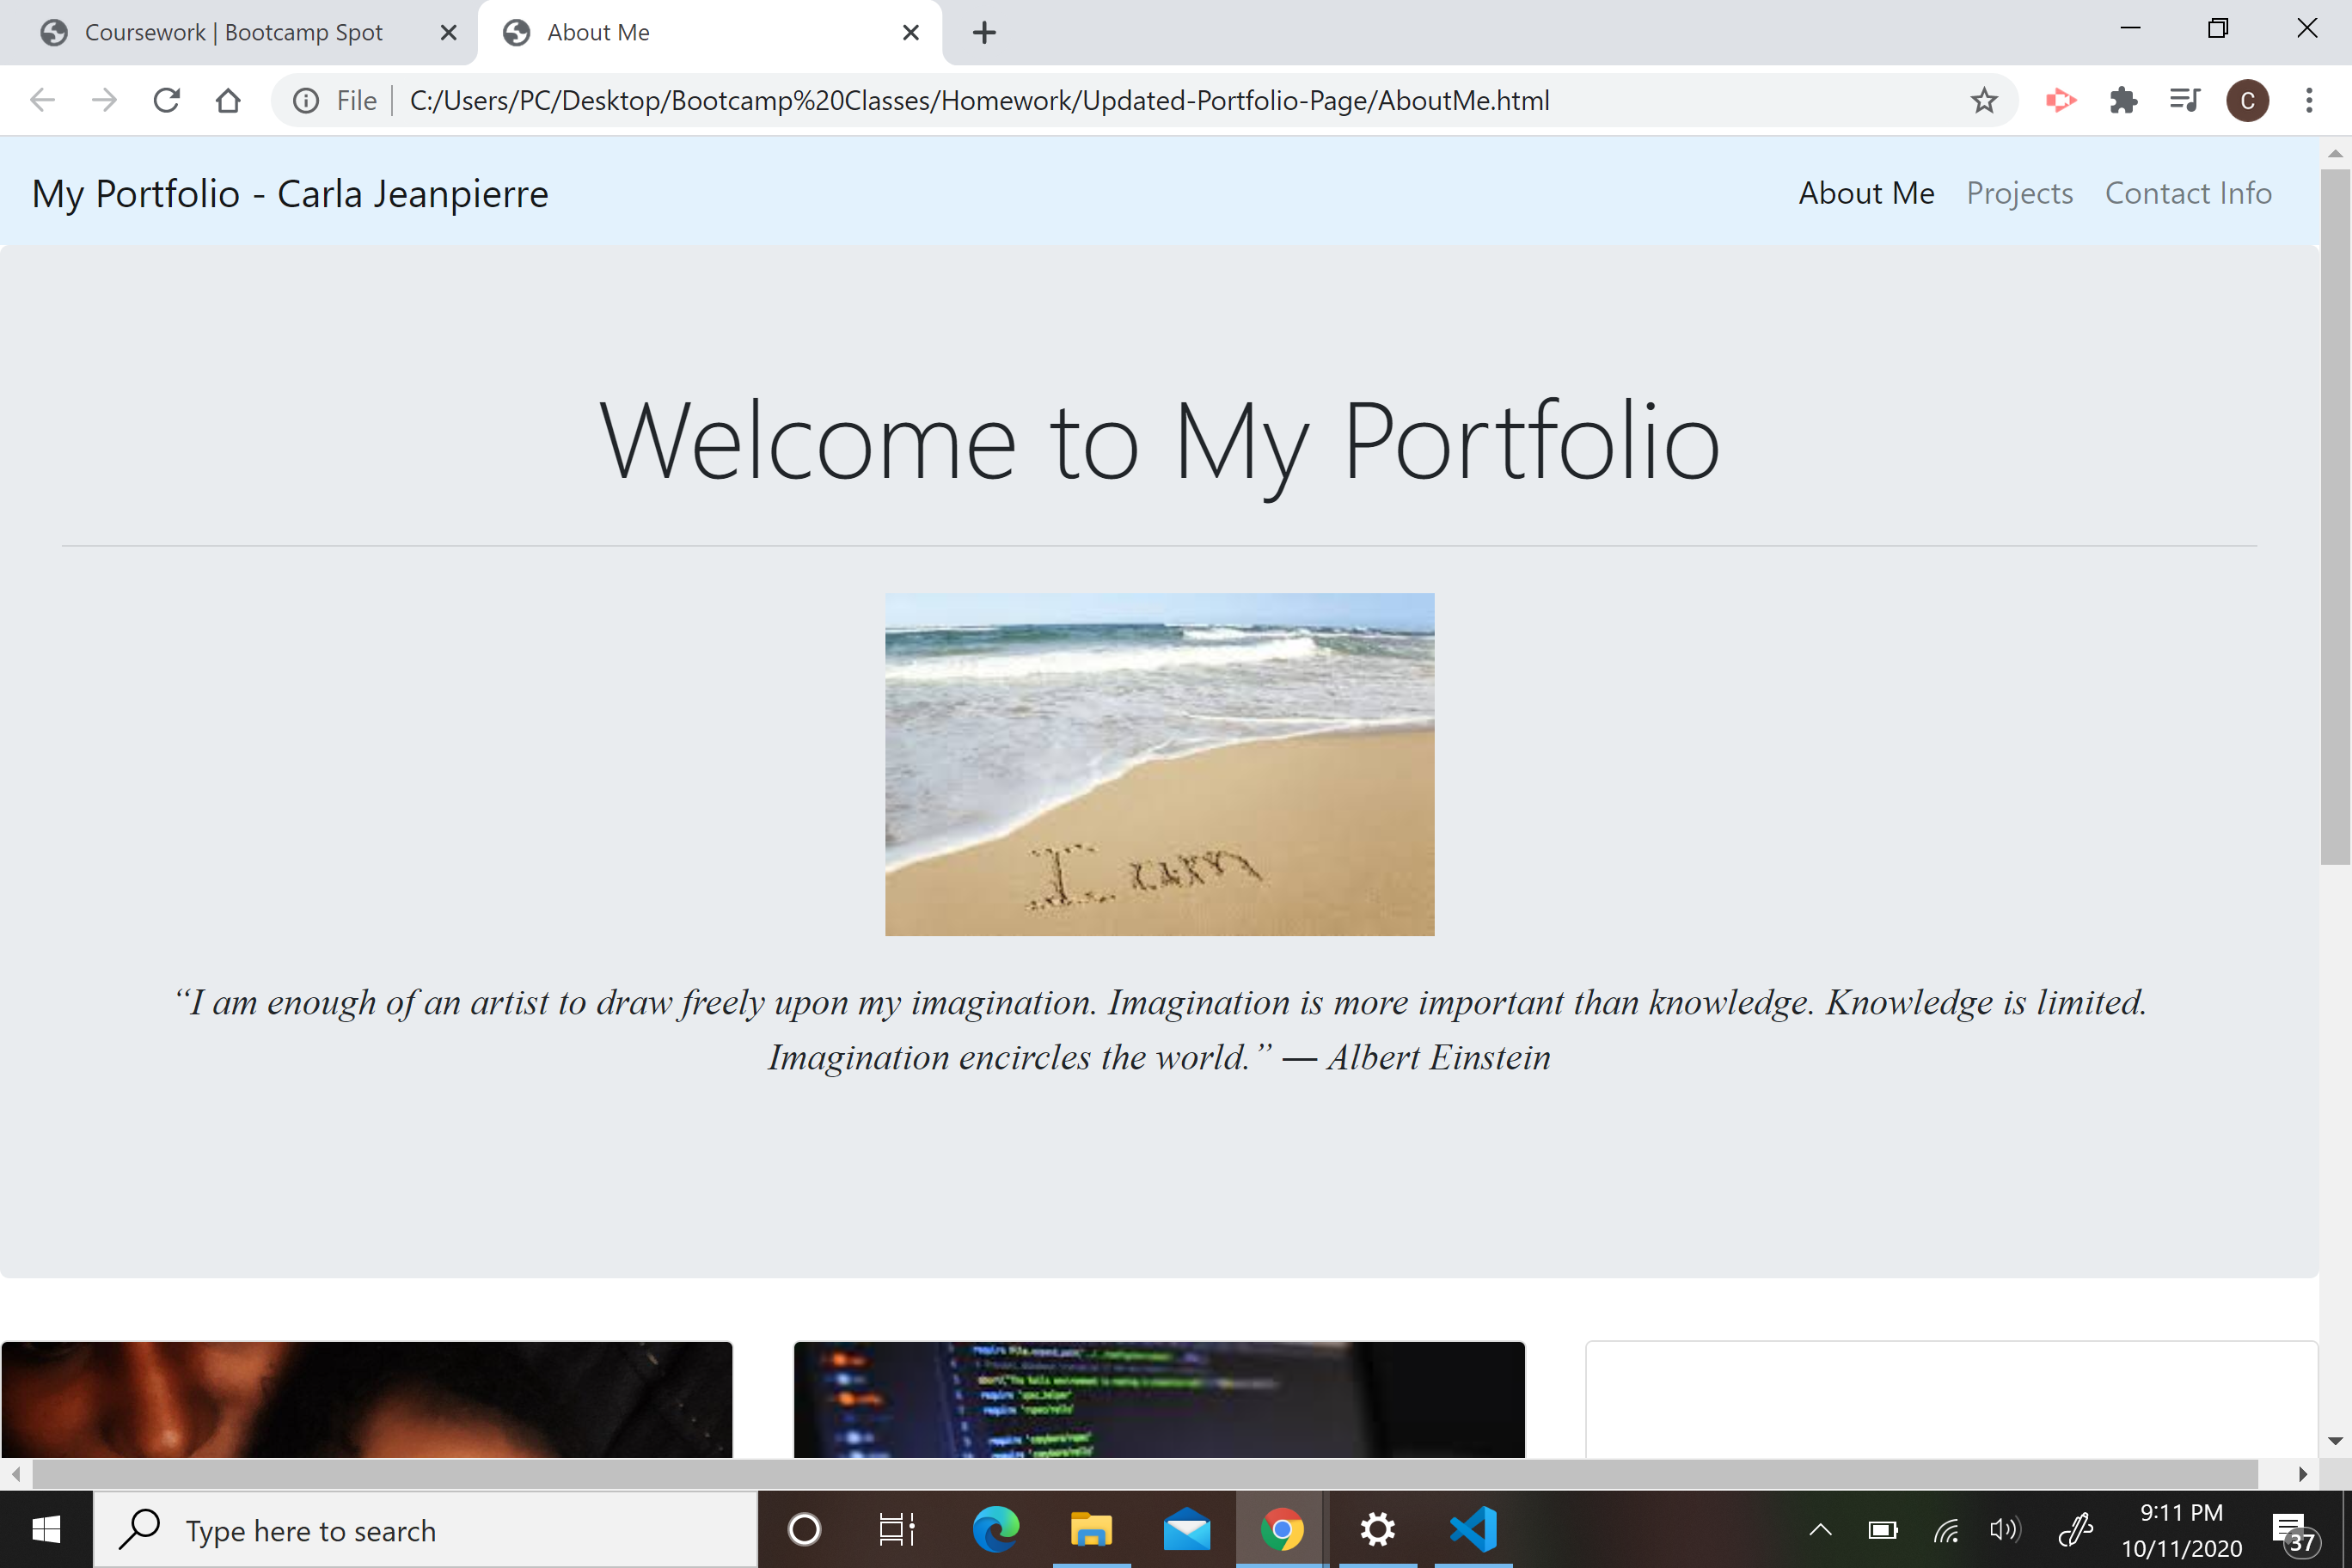 Coursework | Bootcamp Spot
About Me
File
C:/Users/PC/Desktop/Bootcamp%20Classes/Homework/Updated-Portfolio-Page/AboutMe.html
C
My Portfolio - Carla Jeanpierre
About Me Projects Contact Info
Welcome to My Portfolio
I am
“I am enough of an artist to draw freely upon my imagination. Imagination is more important than knowledge. Knowledge is limited.
Imagination encircles the world.” ― Albert Einstein
Type here to search
9:11 PM
10/11/2020
37